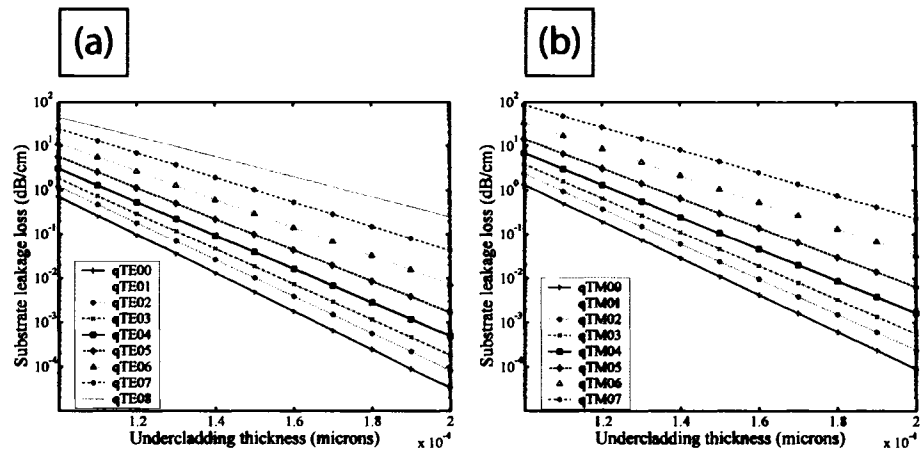 (a)
Substrate leakage loss (dB/cm)
10²
10¹
10⁰
10⁻¹
10⁻²
10⁻³
10⁻⁴
qTE00
qTE01
qTE02
qTE03
qTE04
qTE05
qTE06
qTE07
qTE08
1.2
1.4
1.6
1.8
2
Undercladding thickness (microns)
x 10⁻⁴
(b)
Substrate leakage loss (dB/cm)
10²
10¹
10⁰
10⁻¹
10⁻²
10⁻³
10⁻⁴
qTM00
qTM01
qTM02
qTM03
qTM04
qTM05
qTM06
qTM07
1.2
1.4
1.6
1.8
2
Undercladding thickness (microns)
x 10⁻⁴